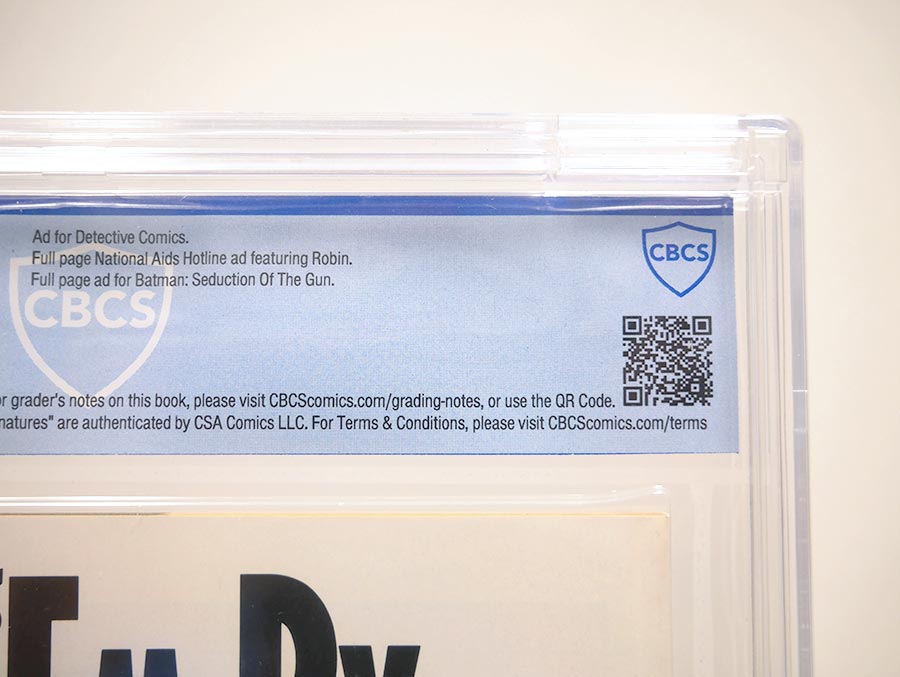 Ad for Detective Comics.
Full page National Aids Hotline ad featuring Robin.
Full page ad for Batman: Seduction Of The Gun.
CBCS
CBCS
grader's notes on this book, please visit CBCScomics.com/grading-notes, or use the QR Code.
are authenticated by CSA Comics LLC. For Terms & Conditions, please visit CBCScomics.com/terms